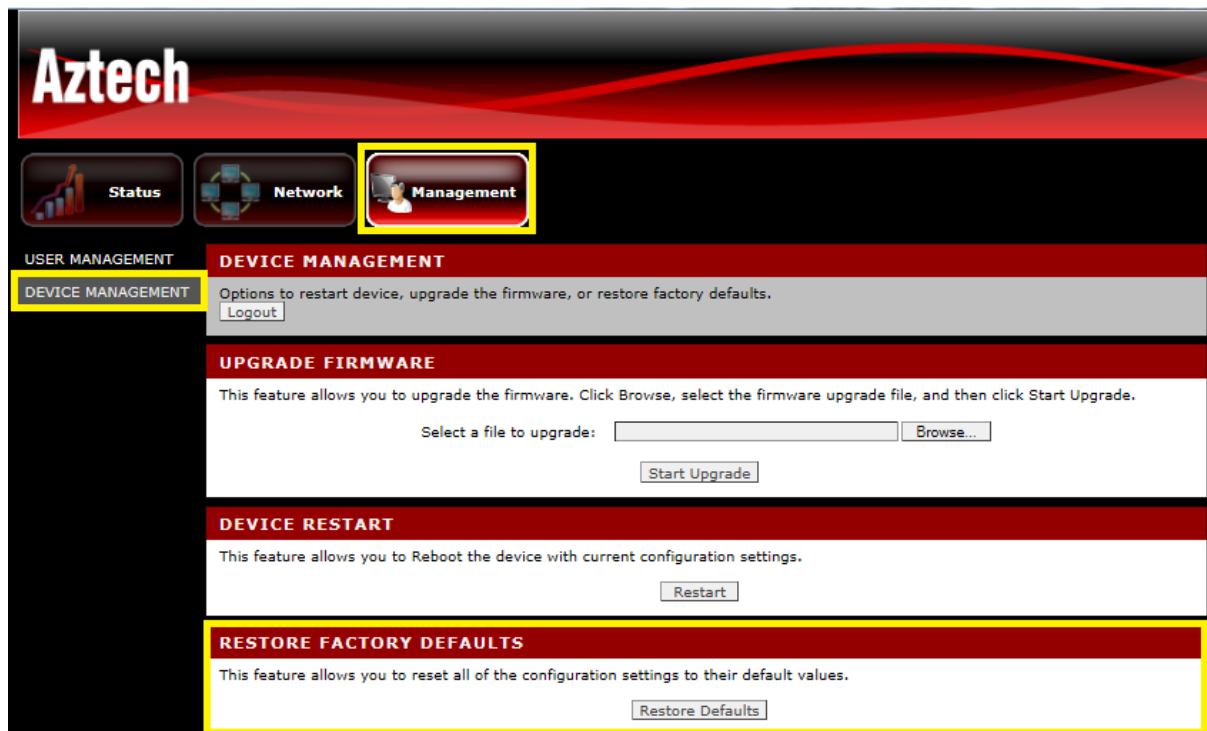 Aztech
Status
Network
Management
USER MANAGEMENT
DEVICE MANAGEMENT
DEVICE MANAGEMENT
Options to restart device, upgrade the firmware, or restore factory defaults.
Logout
UPGRADE FIRMWARE
This feature allows you to upgrade the firmware. Click Browse, select the firmware upgrade file, and then click Start Upgrade.
Select a file to upgrade: Browse...
Start Upgrade
DEVICE RESTART
This feature allows you to Reboot the device with current configuration settings.
Restart
RESTORE FACTORY DEFAULTS
This feature allows you to reset all of the configuration settings to their default values.
Restore Defaults